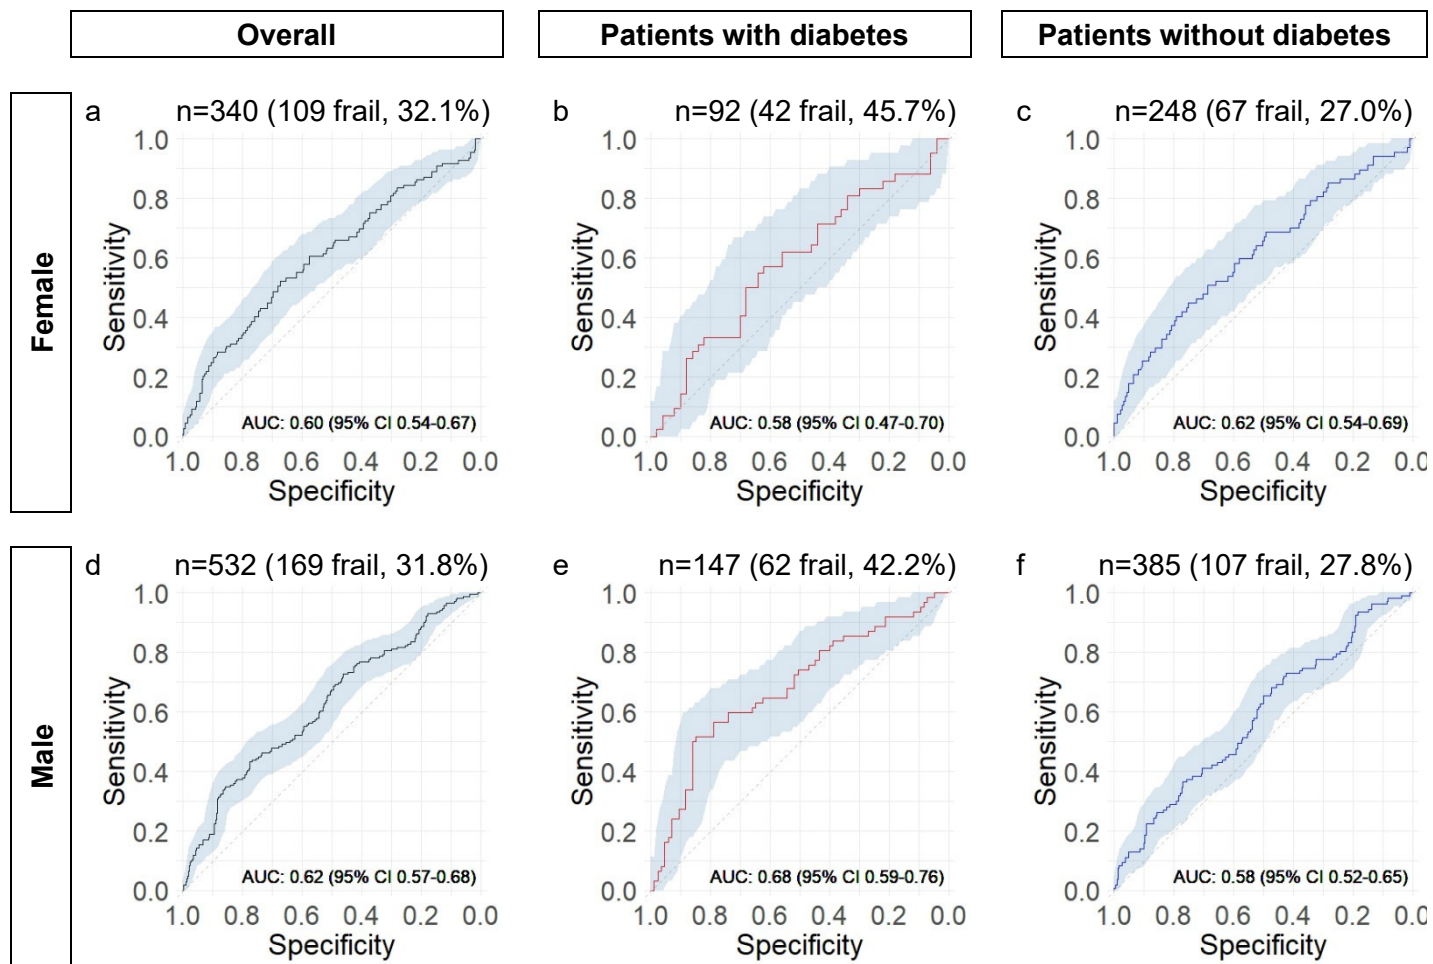 Overall
Patients with diabetes
Patients without diabetes
Female
a
n=340 (109 frail, 32.1%)
1.0
0.8
0.6
0.4
0.2
0.0
Sensitivity
AUC: 0.60 (95% CI 0.54-0.67)
1.0 0.8 0.6 0.4 0.2 0.0
Specificity
b
n=92 (42 frail, 45.7%)
1.0
0.8
0.6
0.4
0.2
0.0
Sensitivity
AUC: 0.58 (95% CI 0.47-0.70)
1.0 0.8 0.6 0.4 0.2 0.0
Specificity
c
n=248 (67 frail, 27.0%)
1.0
0.8
0.6
0.4
0.2
0.0
Sensitivity
AUC: 0.62 (95% CI 0.54-0.69)
1.0 0.8 0.6 0.4 0.2 0.0
Specificity
Male
d
n=532 (169 frail, 31.8%)
1.0
0.8
0.6
0.4
0.2
0.0
Sensitivity
AUC: 0.62 (95% CI 0.57-0.68)
1.0 0.8 0.6 0.4 0.2 0.0
Specificity
e
n=147 (62 frail, 42.2%)
1.0
0.8
0.6
0.4
0.2
0.0
Sensitivity
AUC: 0.68 (95% CI 0.59-0.76)
1.0 0.8 0.6 0.4 0.2 0.0
Specificity
f
n=385 (107 frail, 27.8%)
1.0
0.8
0.6
0.4
0.2
0.0
Sensitivity
AUC: 0.58 (95% CI 0.52-0.65)
1.0 0.8 0.6 0.4 0.2 0.0
Specificity